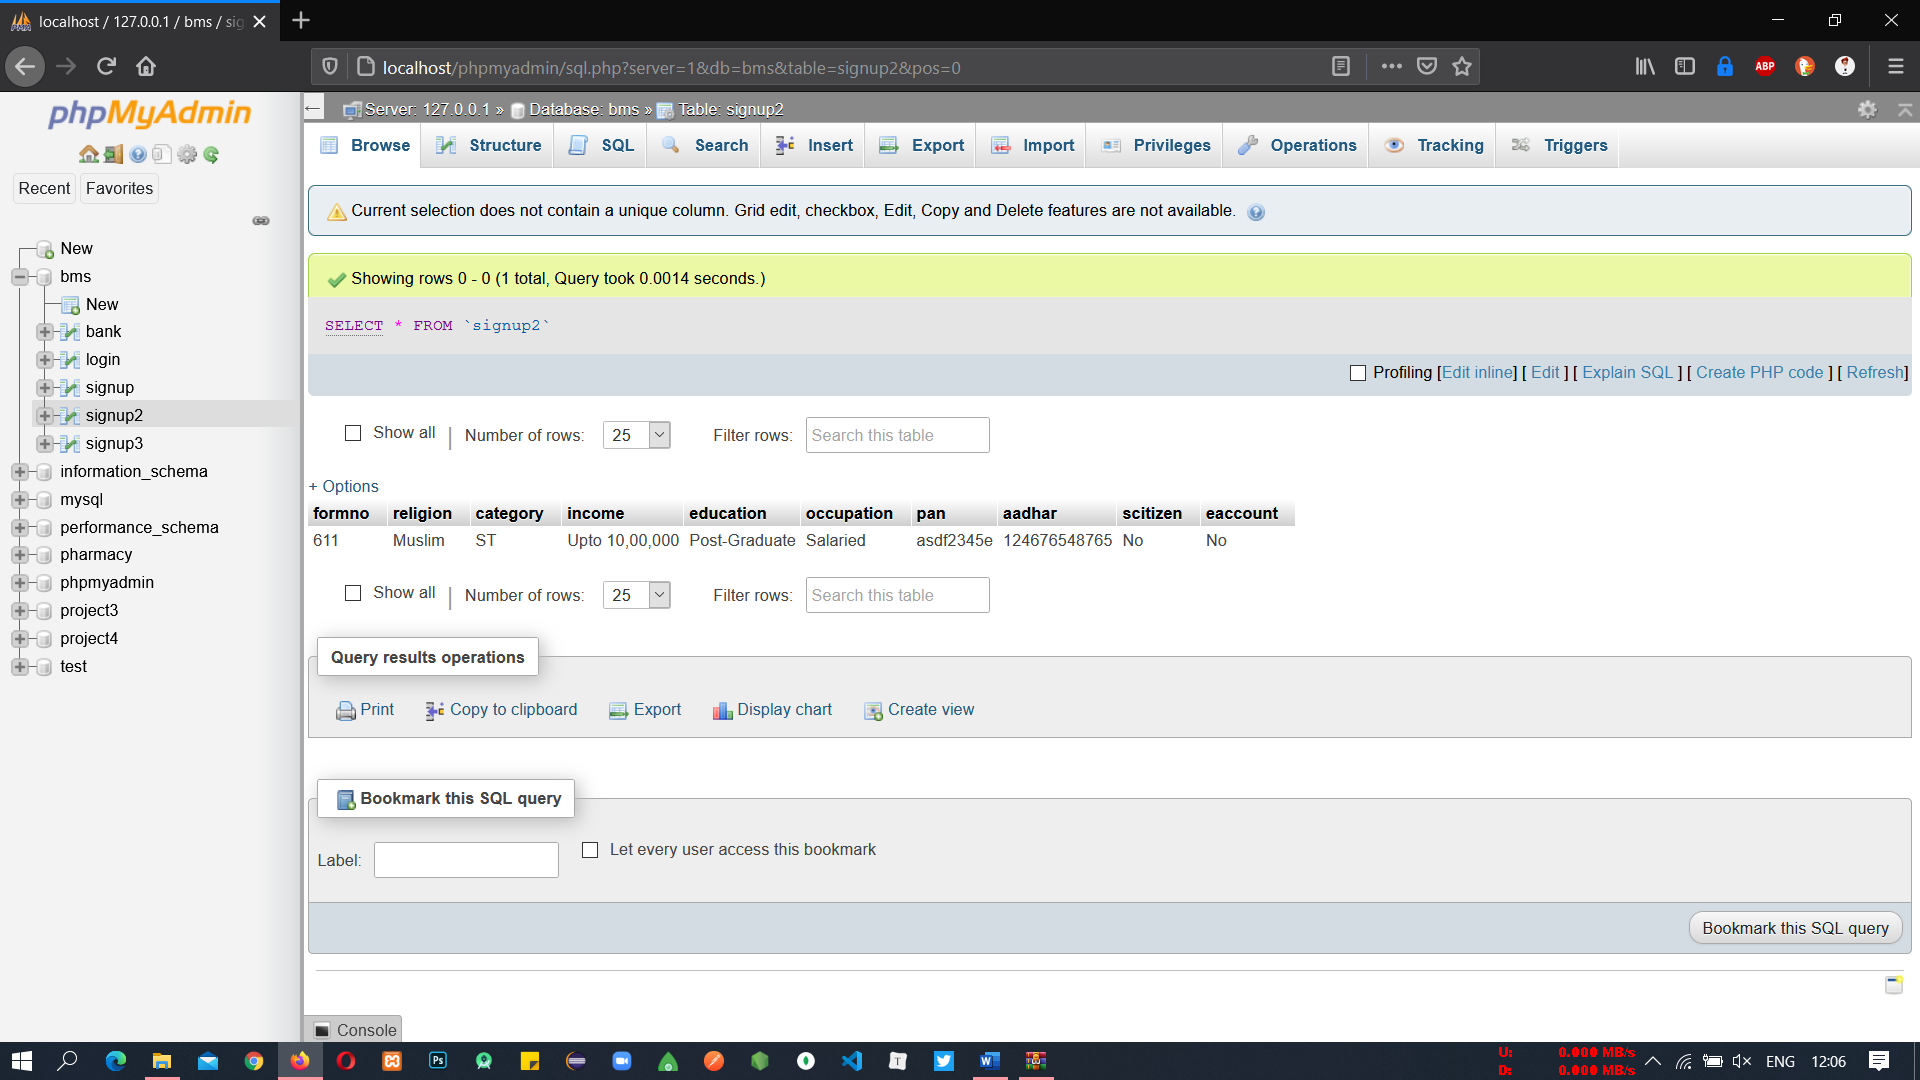 localhost / 127.0.0.1 / bms / sig
localhost/phpmyadmin/sql.php?server=1&db=bms&table=signup2&pos=0
ABP
phpMyAdmin
Recent Favorites
New
bms
New
bank
login
signup
signup2
signup3
information_schema
mysql
performance_schema
pharmacy
phpmyadmin
project3
project4
test
Server: 127.0.0.1 » Database: bms » Table: signup2
Browse Structure SQL Search Insert Export Import Privileges Operations Tracking Triggers
Current selection does not contain a unique column. Grid edit, checkbox, Edit, Copy and Delete features are not available.
Showing rows 0 - 0 (1 total, Query took 0.0014 seconds.)
SELECT * FROM `signup2`
Profiling [Edit inline] [ Edit ] [ Explain SQL ] [ Create PHP code ] [ Refresh]
Show all | Number of rows: 25 Filter rows: Search this table
+ Options
formno religion category income education occupation pan aadhar scitizen eaccount
611 Muslim ST Upto 10,00,000 Post-Graduate Salaried asdf2345e 124676548765 No No
Show all | Number of rows: 25 Filter rows: Search this table
Query results operations
Print Copy to clipboard Export Display chart Create view
Bookmark this SQL query
Label: Let every user access this bookmark
Bookmark this SQL query
Console
U: 0.000 MB/s
D: 0.000 MB/s
ENG 12:06